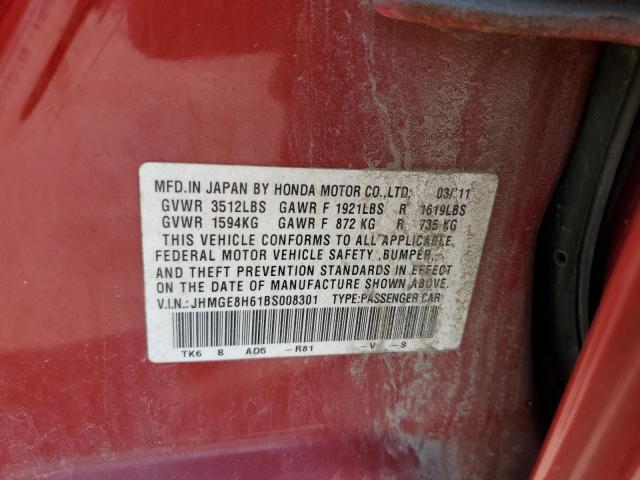 MFD.IN JAPAN BY HONDA MOTOR CO.,LTD; 03/'11
GVWR 3512LBS GAWR F 1921LBS R 1619LBS
GVWR 1594KG GAWR F 872 KG R 735 KG
THIS VEHICLE CONFORMS TO ALL APPLICABLE
FEDERAL MOTOR VEHICLE SAFETY ,BUMPER,
AND THEFT PREVENTION STANDARDS IN EFFECT
ON THE DATE OF MANUFACTURE SHOWN ABOVE.
V.I.N.: JHMGE8H61BS008301 TYPE:PASSENGER CAR
TK6 B AD5 -R81 -V -S